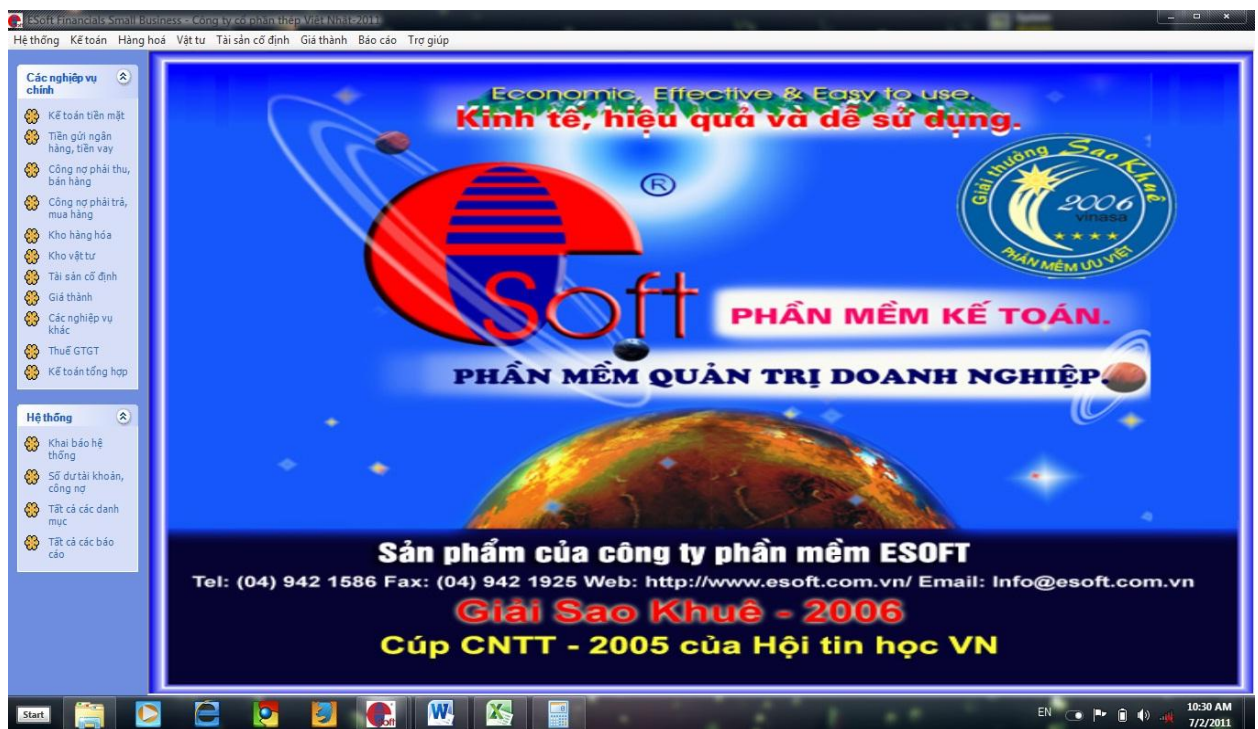 ESoft Financials Small Business - Công ty cổ phần thép Việt Nhật-2011
Hệ thống Kế toán Hàng hoá Vật tư Tài sản cố định Giá thành Báo cáo Trợ giúp
Các nghiệp vụ
chính
Kế toán tiền mặt
Tiền gửi ngân
hàng, tiền vay
Công nợ phải thu,
bán hàng
Công nợ phải trả,
mua hàng
Kho hàng hóa
Kho vật tư
Tài sản cố định
Giá thành
Các nghiệp vụ
khác
Thuế GTGT
Kế toán tổng hợp
Hệ thống
Khai báo hệ
thống
Số dư tài khoản,
công nợ
Tất cả các danh
mục
Tất cả các báo
cáo
Economic, Effective & Easy to use.
Kinh tế, hiệu quả và dễ sử dụng.
Giải thưởng Sao Khuê
2006
vinasa
PHẦN MỀM ƯU VIỆT
®
eSoft
PHẦN MỀM KẾ TOÁN.
PHẦN MỀM QUẢN TRỊ DOANH NGHIỆP.
Sản phẩm của công ty phần mềm ESOFT
Tel: (04) 942 1586 Fax: (04) 942 1925 Web: http://www.esoft.com.vn/ Email: Info@esoft.com.vn
Giải Sao Khuê - 2006
Cúp CNTT - 2005 của Hội tin học VN
Start
EN
10:30 AM
7/2/2011